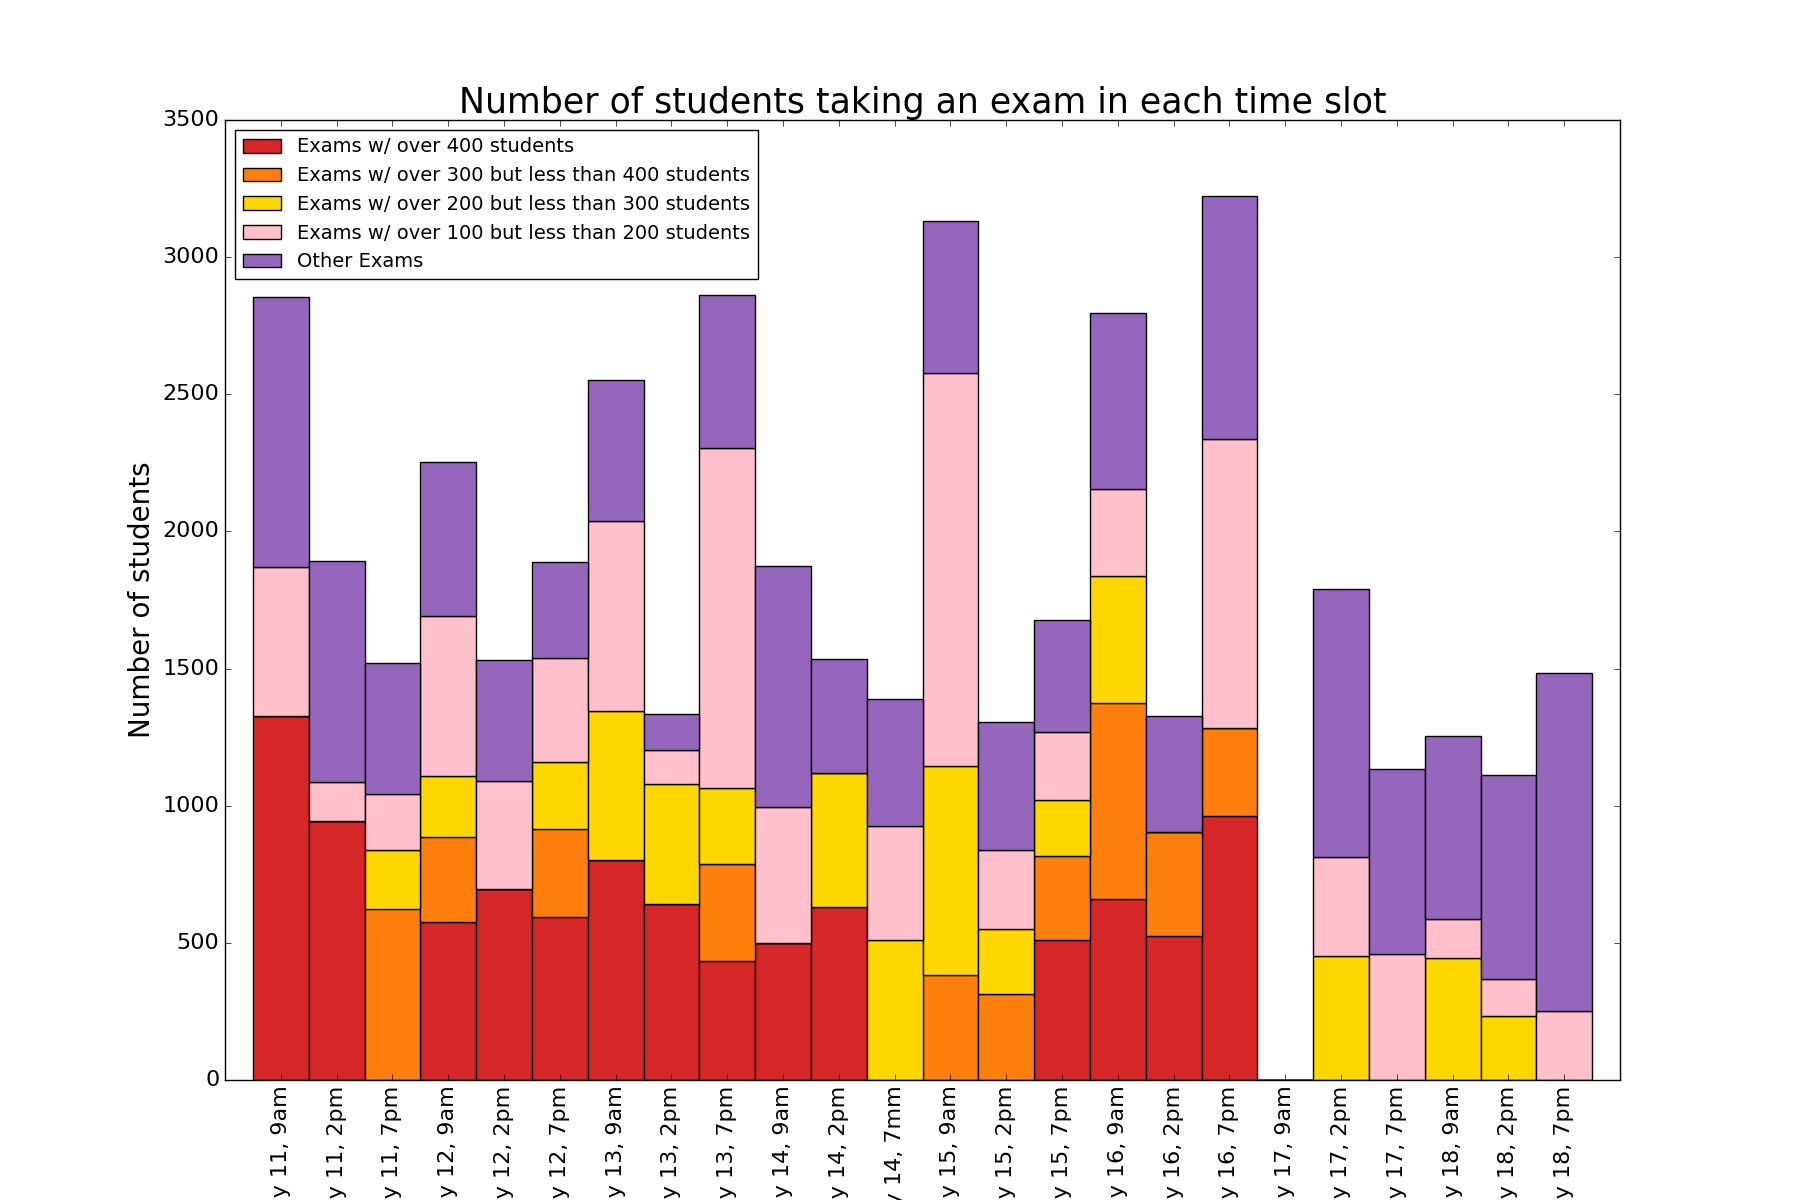 Number of students taking an exam in each time slot
3500
3000
2500
2000
1500
1000
500
0
Number of students
Exams w/ over 400 students
Exams w/ over 300 but less than 400 students
Exams w/ over 200 but less than 300 students
Exams w/ over 100 but less than 200 students
Other Exams
y 11, 9am
y 11, 2pm
y 11, 7pm
y 12, 9am
y 12, 2pm
y 12, 7pm
y 13, 9am
y 13, 2pm
y 13, 7pm
y 14, 9am
y 14, 2pm
y 14, 7mm
y 15, 9am
y 15, 2pm
y 15, 7pm
y 16, 9am
y 16, 2pm
y 16, 7pm
y 17, 9am
y 17, 2pm
y 17, 7pm
y 18, 9am
y 18, 2pm
y 18, 7pm